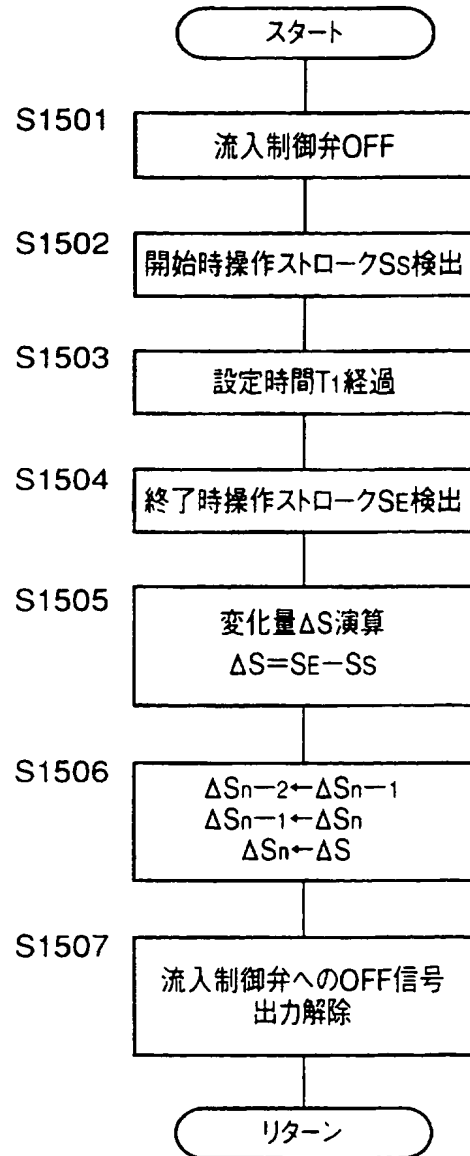 スタート
S1501
流入制御弁OFF
S1502
開始時操作ストロークSS検出
S1503
設定時間T1経過
S1504
終了時操作ストロークSE検出
S1505
変化量ΔS演算
ΔS=SE−SS
S1506
ΔSn−2←ΔSn−1
ΔSn−1←ΔSn
ΔSn←ΔS
S1507
流入制御弁へのOFF信号
出力解除
リターン